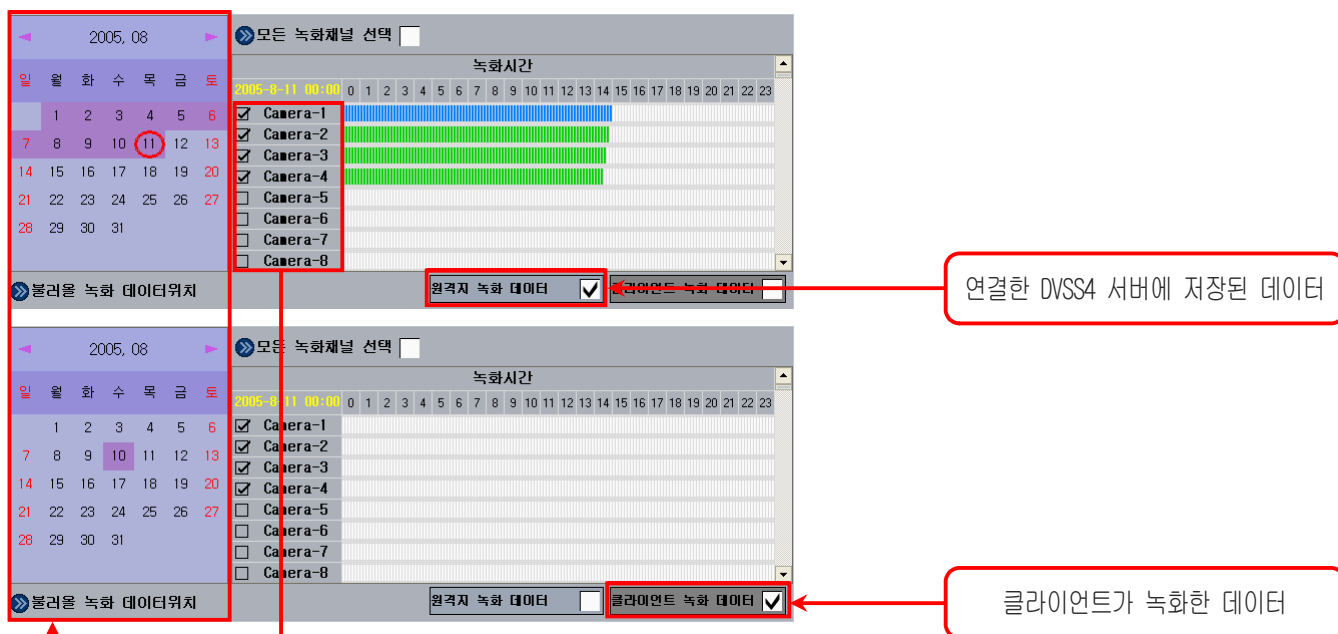 2005, 08
일 월 화 수 목 금 토
1 2 3 4 5 6
7 8 9 10 11 12 13
14 15 16 17 18 19 20
21 22 23 24 25 26 27
28 29 30 31
불러올 녹화 데이터위치
모든 녹화채널 선택
녹화시간
2005-8-11 00:00 0 1 2 3 4 5 6 7 8 9 10 11 12 13 14 15 16 17 18 19 20 21 22 23
Camera-1
Camera-2
Camera-3
Camera-4
Camera-5
Camera-6
Camera-7
Camera-8
원격지 녹화 데이터
클라이언트 녹화 데이터
연결한 DVSS4 서버에 저장된 데이터
2005, 08
일 월 화 수 목 금 토
1 2 3 4 5 6
7 8 9 10 11 12 13
14 15 16 17 18 19 20
21 22 23 24 25 26 27
28 29 30 31
불러올 녹화 데이터위치
모든 녹화채널 선택
녹화시간
2005-8-11 00:00 0 1 2 3 4 5 6 7 8 9 10 11 12 13 14 15 16 17 18 19 20 21 22 23
Camera-1
Camera-2
Camera-3
Camera-4
Camera-5
Camera-6
Camera-7
Camera-8
원격지 녹화 데이터
클라이언트 녹화 데이터
클라이언트가 녹화한 데이터